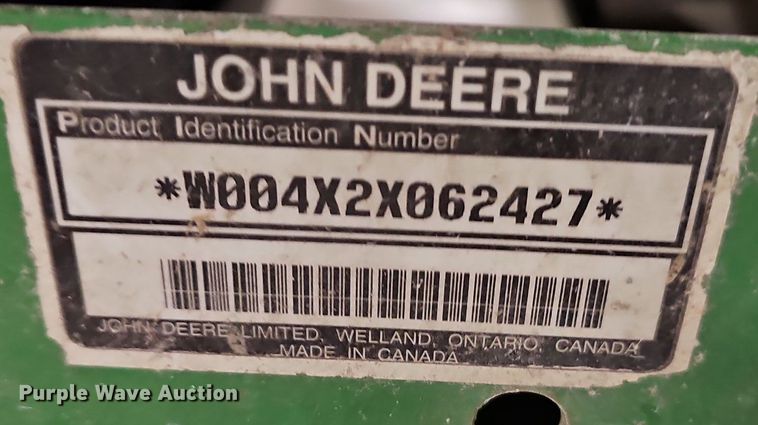 JOHN DEERE
Product Identification Number
*W004X2X062427*
JOHN DEERE LIMITED, WELLAND, ONTARIO, CANADA
MADE IN CANADA
Purple Wave Auction